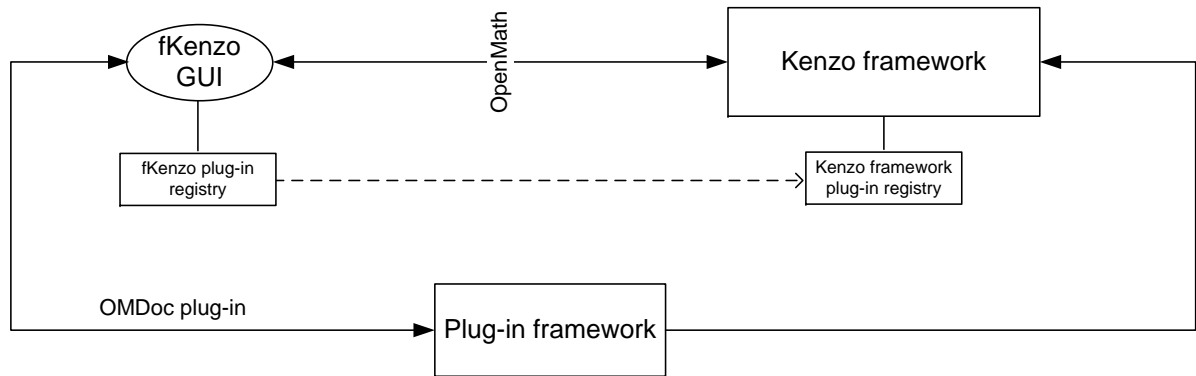 fKenzo
GUI
OpenMath
Kenzo framework
fKenzo plug-in
registry
Kenzo framework
plug-in registry
OMDoc plug-in
Plug-in framework